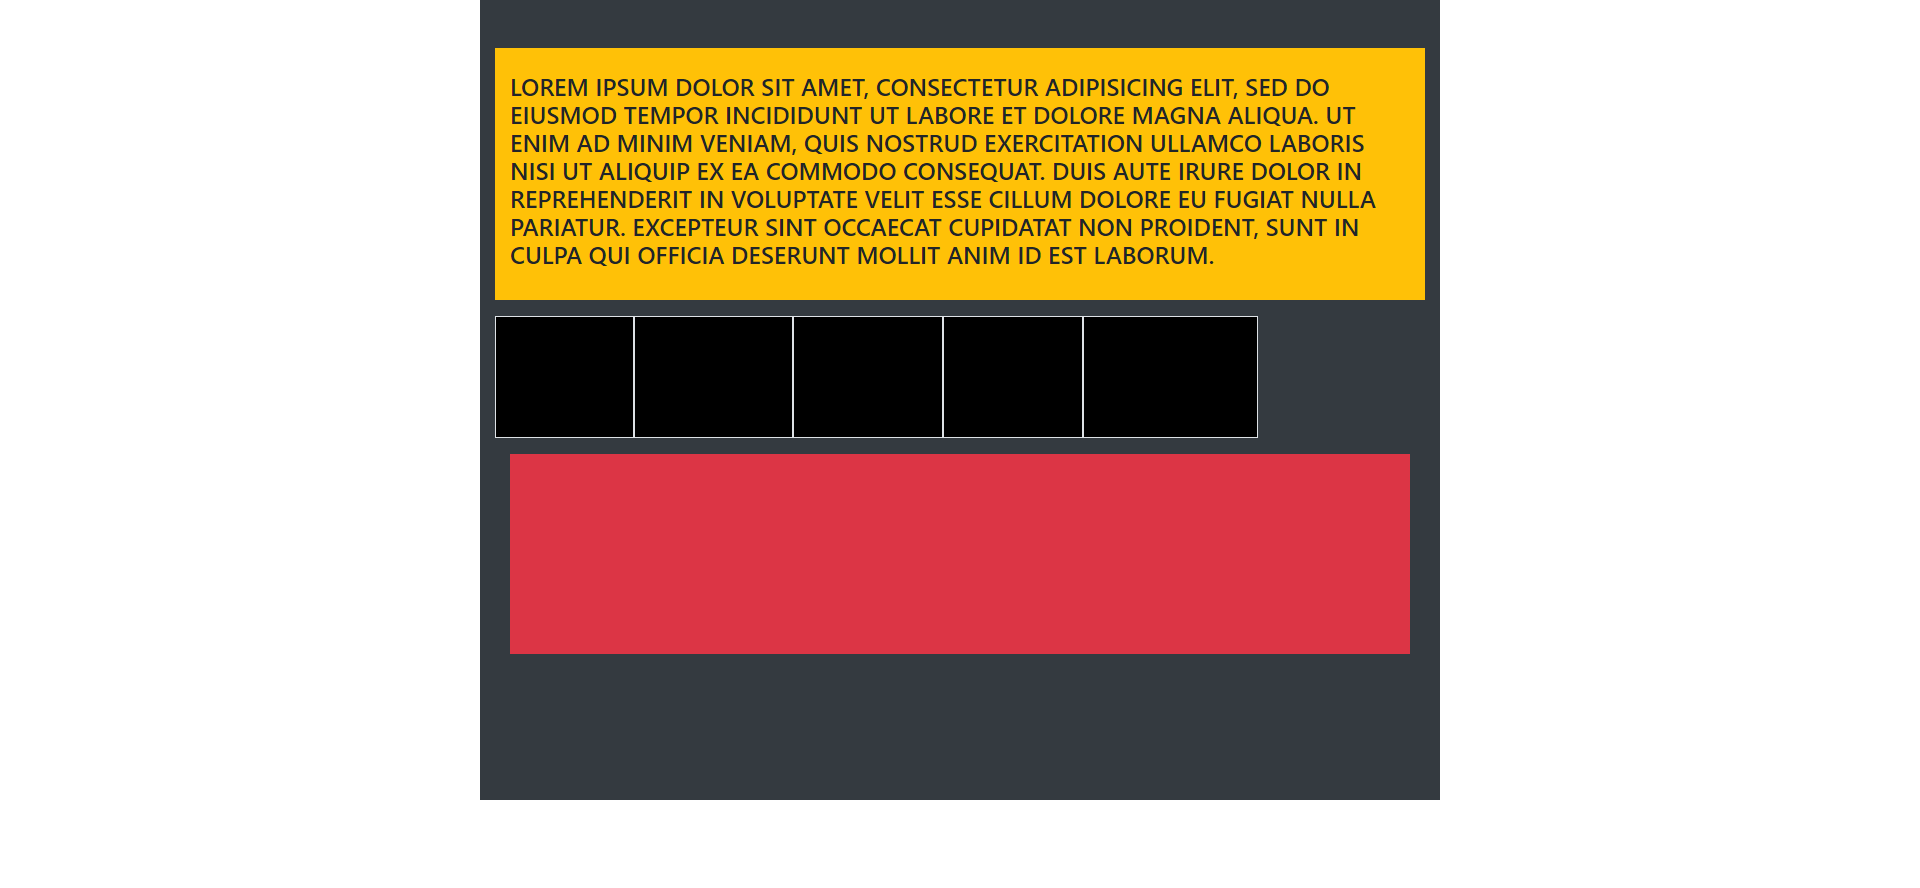 LOREM IPSUM DOLOR SIT AMET, CONSECTETUR ADIPISICING ELIT, SED DO
EIUSMOD TEMPOR INCIDIDUNT UT LABORE ET DOLORE MAGNA ALIQUA. UT
ENIM AD MINIM VENIAM, QUIS NOSTRUD EXERCITATION ULLAMCO LABORIS
NISI UT ALIQUIP EX EA COMMODO CONSEQUAT. DUIS AUTE IRURE DOLOR IN
REPREHENDERIT IN VOLUPTATE VELIT ESSE CILLUM DOLORE EU FUGIAT NULLA
PARIATUR. EXCEPTEUR SINT OCCAECAT CUPIDATAT NON PROIDENT, SUNT IN
CULPA QUI OFFICIA DESERUNT MOLLIT ANIM ID EST LABORUM.